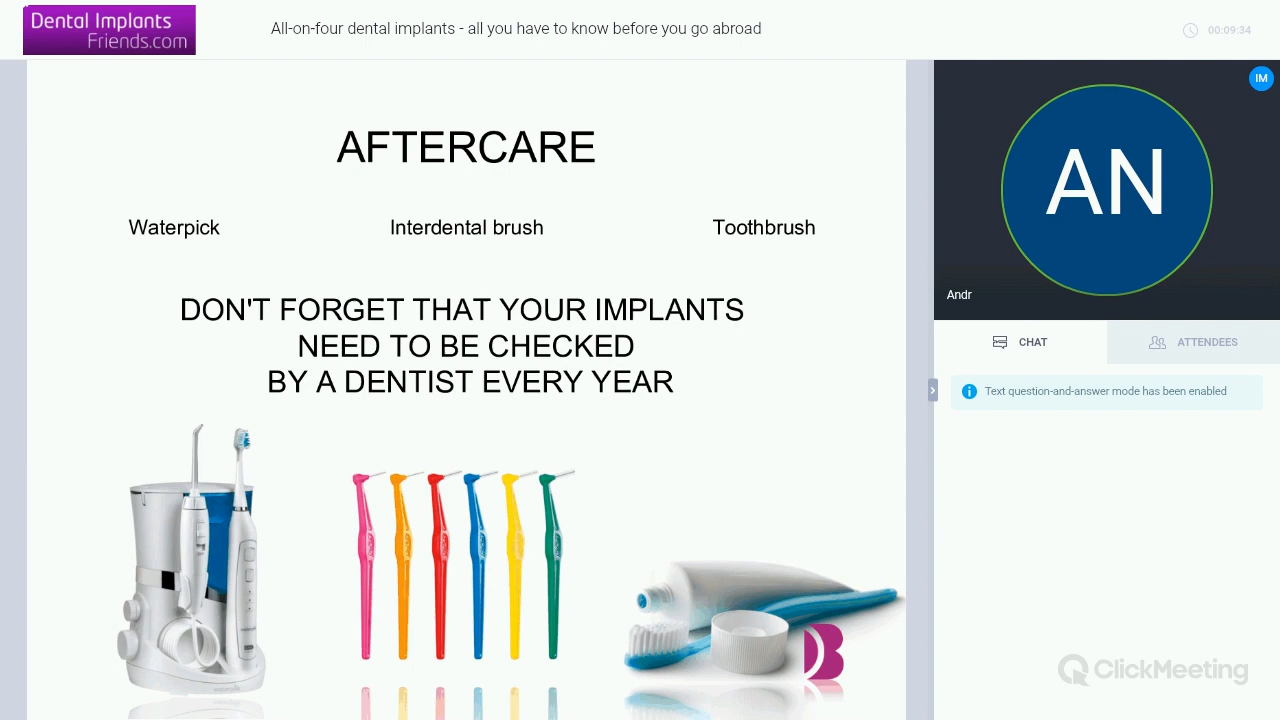 Dental Implants
Friends.com
All-on-four dental implants - all you have to know before you go abroad
00:09:34
AFTERCARE
Waterpick
Interdental brush
Toothbrush
DON'T FORGET THAT YOUR IMPLANTS
NEED TO BE CHECKED
BY A DENTIST EVERY YEAR
IM
AN
Andr
CHAT
ATTENDEES
Text question-and-answer mode has been enabled
ClickMeeting